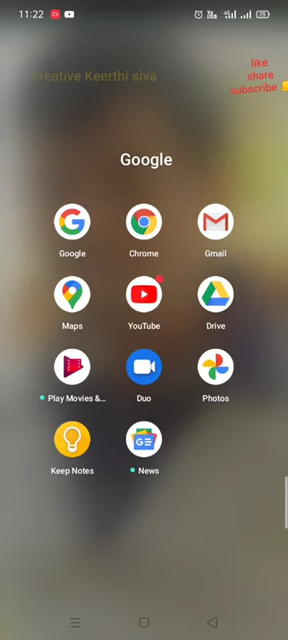 11:22
creative Keerthi siva
like
share
subscribe
Google
Google
Chrome
Gmail
Maps
YouTube
Drive
Play Movies &...
Duo
Photos
Keep Notes
News